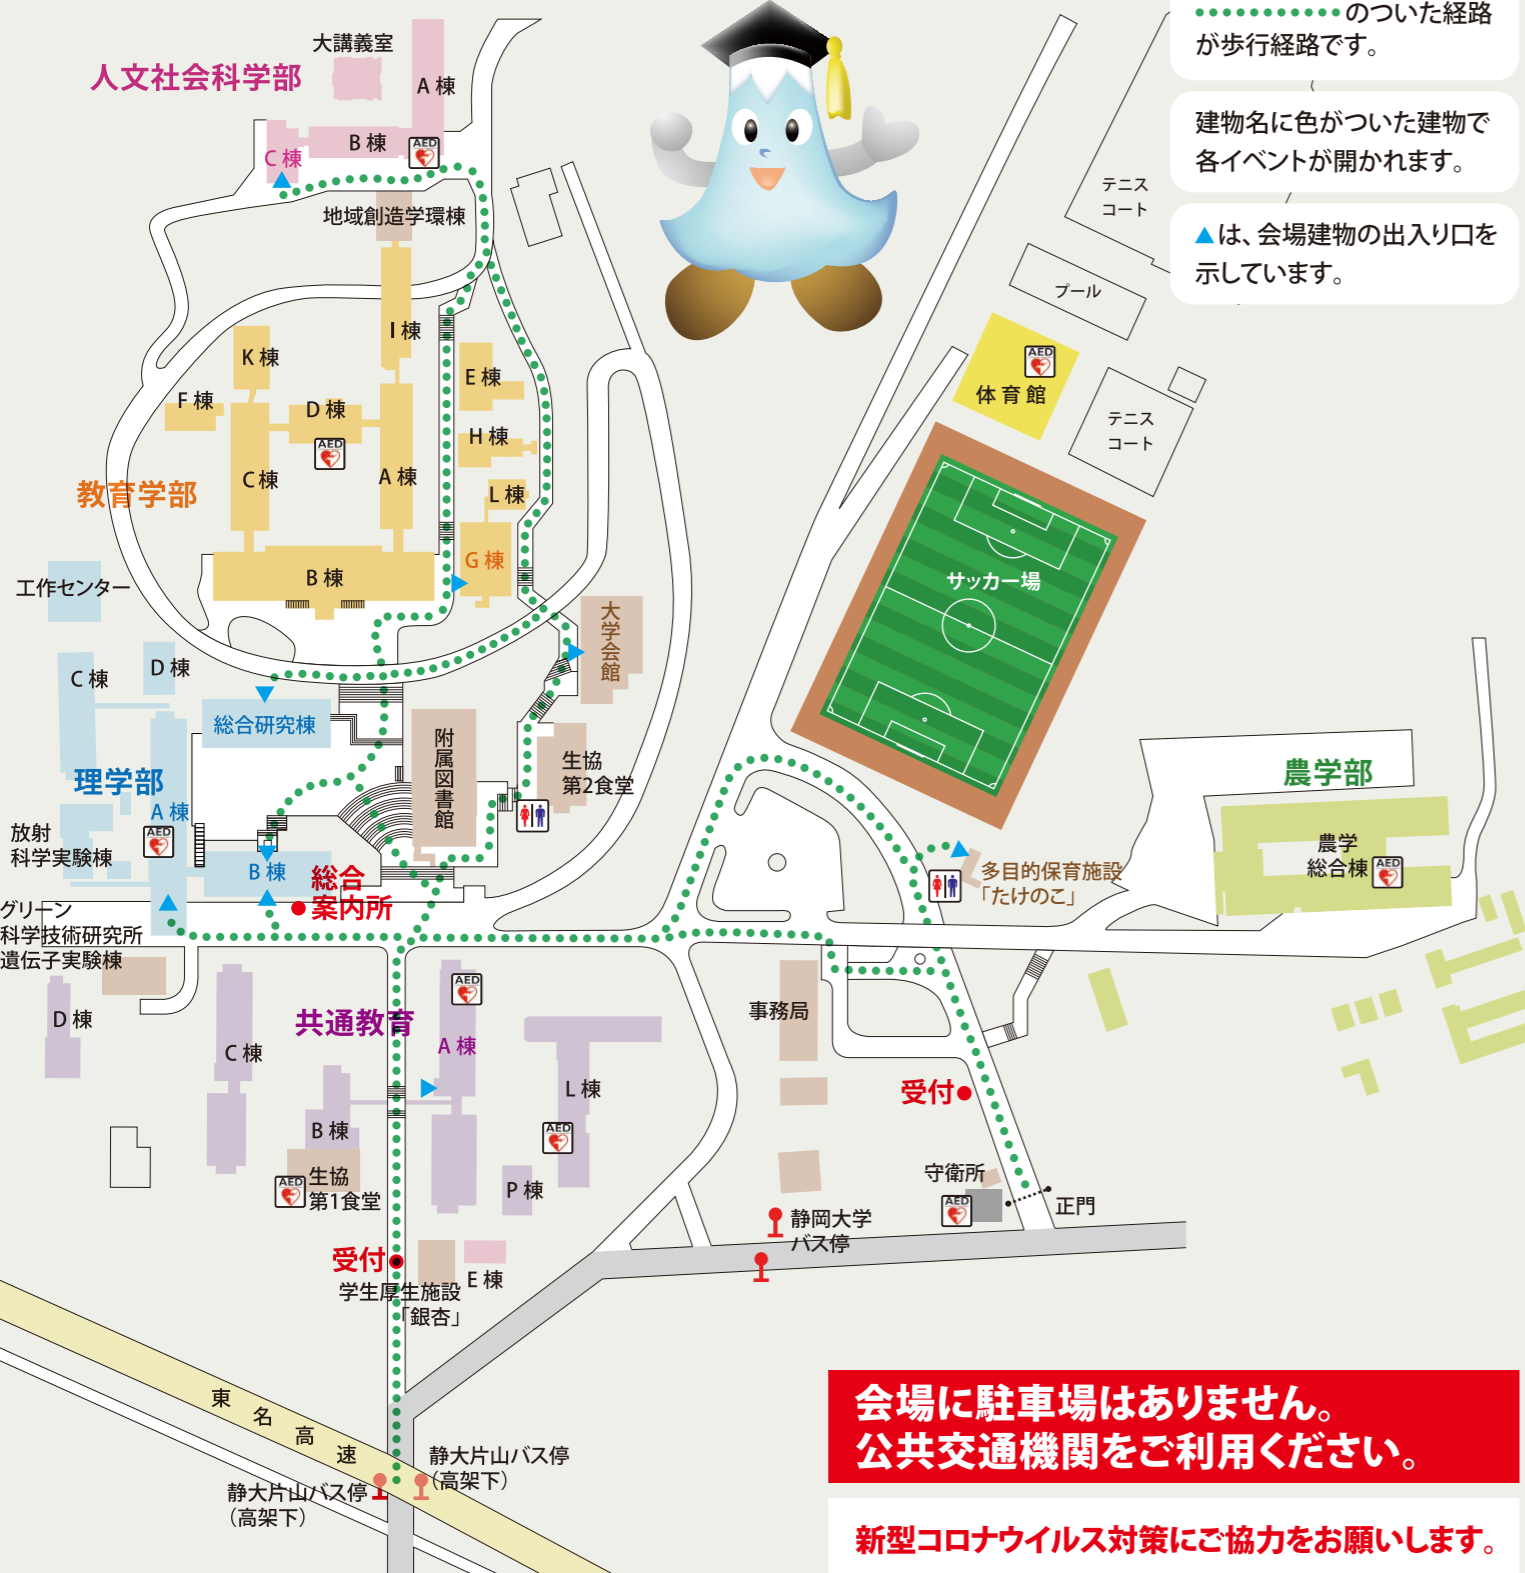 のついた経路
が歩行経路です。
建物名に色がついた建物で
各イベントが開かれます。
▲は、会場建物の出入り口を
示しています。
大講義室
人文社会科学部
A 棟
B 棟
AED
C 棟
地域創造学環棟
テニス
コート
プール
AED
体育館
テニス
コート
サッカー場
I 棟
K 棟
E 棟
F 棟
D 棟
AED
H 棟
C 棟
A 棟
L 棟
教育学部
G 棟
B 棟
工作センター
大学会館
C 棟
D 棟
総合研究棟
附属図書館
生協
第2食堂
理学部
A 棟
AED
放射
科学実験棟
B 棟
総合
案内所
グリーン
科学技術研究所
遺伝子実験棟
農学部
農学
総合棟
AED
多目的保育施設
「たけのこ」
D 棟
C 棟
共通教育
AED
A 棟
事務局
L 棟
B 棟
AED
生協
第1食堂
AED
P 棟
受付
守衛所
AED
正門
静岡大学
バス停
受付
学生厚生施設
「銀杏」
E 棟
東名高速
静大片山バス停
（高架下）
静大片山バス停
（高架下）
会場に駐車場はありません。
公共交通機関をご利用ください。
新型コロナウイルス対策にご協力をお願いします。